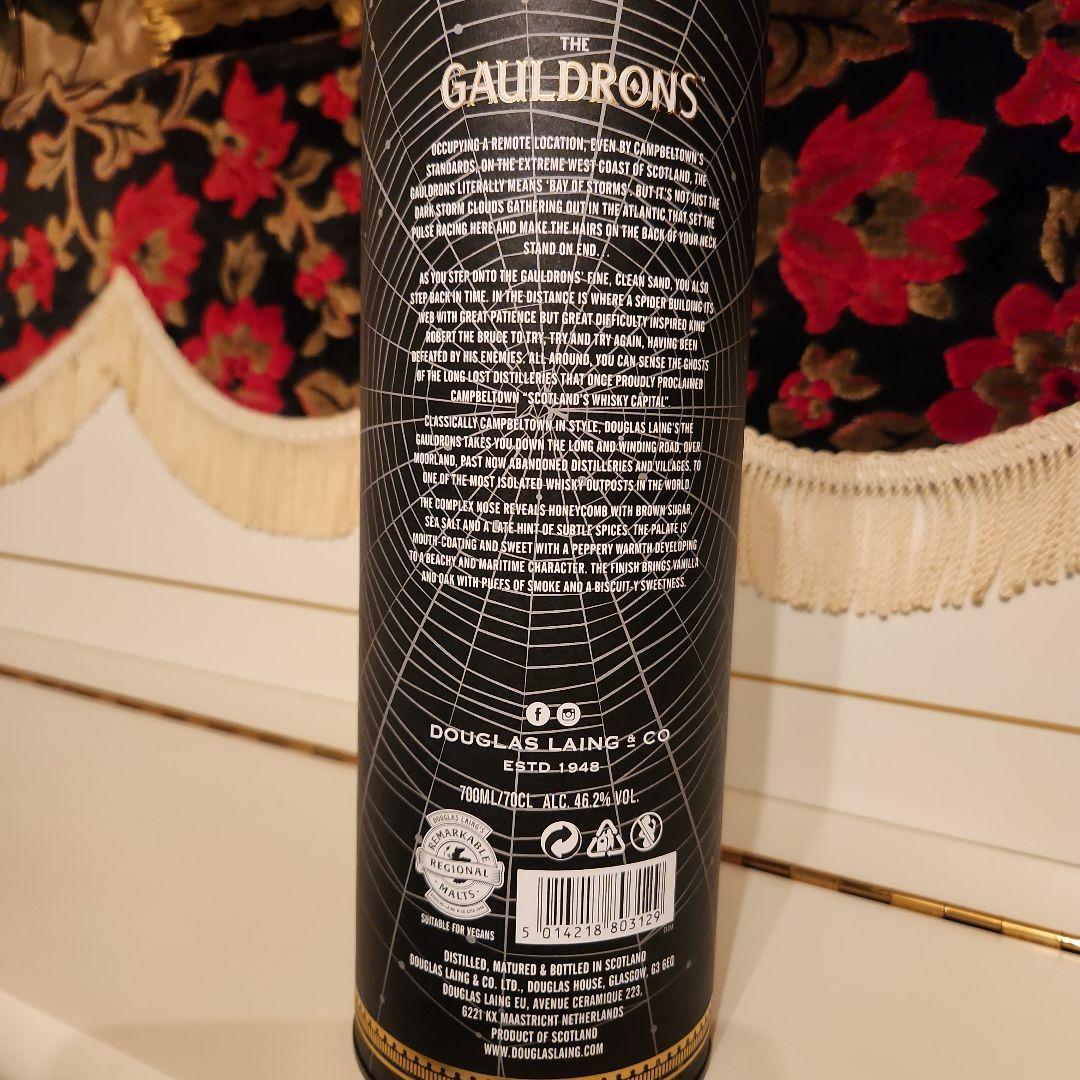 THE
GAULDRONS
OCCUPYING A REMOTE LOCATION, EVEN BY CAMPBELTOWN'S
STANDARDS, ON THE EXTREME WEST COAST OF SCOTLAND, THE
GAULDRONS LITERALLY MEANS 'BAY OF STORMS'. BUT IT'S NOT JUST THE
DARK STORM CLOUDS GATHERING OUT IN THE ATLANTIC THAT SET THE
PULSE RACING HERE AND MAKE THE HAIRS ON THE BACK OF YOUR NECK
STAND ON END...
AS YOU STEP ONTO THE GAULDRONS' FINE, CLEAN SAND, YOU ALSO
STEP BACK IN TIME. IN THE DISTANCE IS WHERE A SPIDER BUILDING ITS
WEB WITH GREAT PATIENCE BUT GREAT DIFFICULTY INSPIRED KING
ROBERT THE BRUCE TO TRY, TRY AND TRY AGAIN, HAVING BEEN
DEFEATED BY HIS ENEMIES. ALL AROUND, YOU CAN SENSE THE GHOSTS
OF THE LONG-LOST DISTILLERIES THAT ONCE PROUDLY PROCLAIMED
CAMPBELTOWN "SCOTLAND'S WHISKY CAPITAL".
CLASSICALLY CAMPBELTOWN IN STYLE, DOUGLAS LAING'S THE
GAULDRONS TAKES YOU DOWN THE LONG AND WINDING ROAD, OVER
MOORLAND, PAST NOW ABANDONED DISTILLERIES AND VILLAGES, TO
ONE OF THE MOST ISOLATED WHISKY OUTPOSTS IN THE WORLD.
THE COMPLEX NOSE REVEALS HONEYCOMB WITH BROWN SUGAR,
SEA SALT AND A LATE HINT OF SUBTLE SPICES. THE PALATE IS
MOUTH-COATING AND SWEET WITH A PEPPERY WARMTH DEVELOPING
TO A BEACHY AND MARITIME CHARACTER. THE FINISH BRINGS VANILLA
AND OAK WITH PUFFS OF SMOKE AND A BISCUIT-Y SWEETNESS.
DOUGLAS LAING & CO
ESTD 1948
700ML/70CL ALC. 46.2% VOL.
DOUGLAS LAING'S
REMARKABLE
REGIONAL
MALTS
SUITABLE FOR VEGANS
5 014218 803129
DISTILLED, MATURED & BOTTLED IN SCOTLAND
DOUGLAS LAING & CO. LTD., DOUGLAS HOUSE, GLASGOW, G3 6EQ
DOUGLAS LAING EU, AVENUE CERAMIQUE 223,
6221 KX MAASTRICHT NETHERLANDS
PRODUCT OF SCOTLAND
WWW.DOUGLASLAING.COM